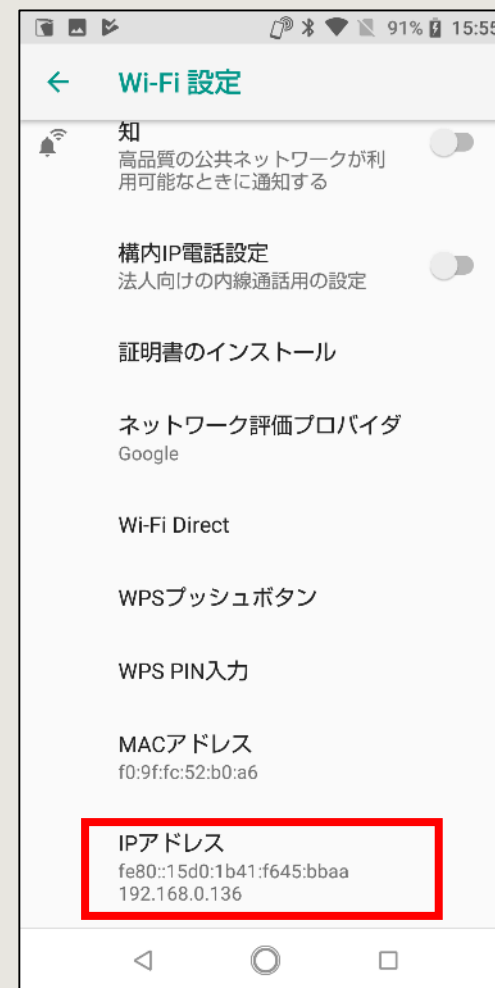 91% 15:55
Wi-Fi 設定
知
高品質の公共ネットワークが利
用可能なときに通知する
構内IP電話設定
法人向けの内線通話用の設定
証明書のインストール
ネットワーク評価プロバイダ
Google
Wi-Fi Direct
WPSプッシュボタン
WPS PIN入力
MACアドレス
f0:9f:fc:52:b0:a6
IPアドレス
fe80::15d0:1b41:f645:bbaa
192.168.0.136